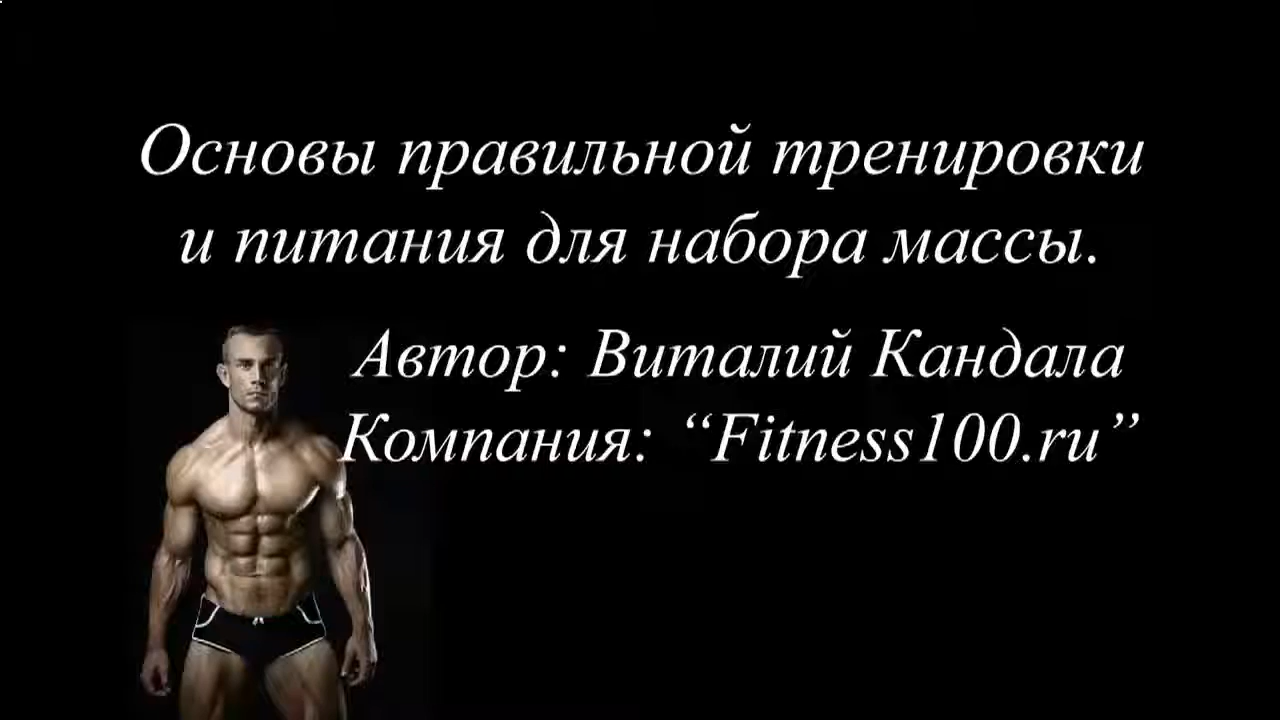 Основы правильной тренировки
и питания для набора массы.
Автор: Виталий Кандала
Компания: “Fitness100.ru”